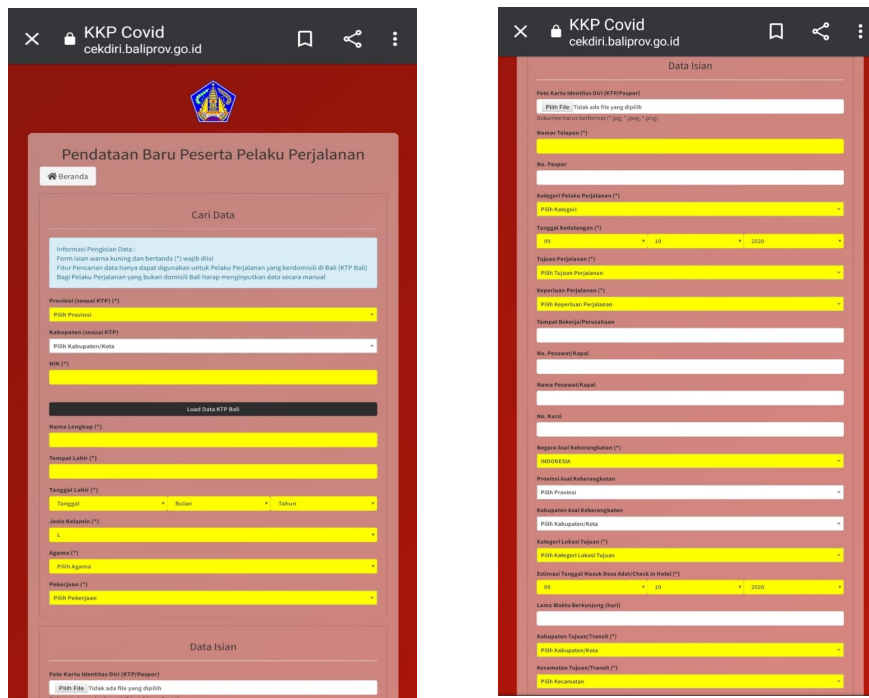 KKP Covid
cekdiri.baliprov.go.id
Pendataan Baru Peserta Pelaku Perjalanan
Beranda
Cari Data
Informasi Pengisian Data :
Form isian warna kuning dan bertanda (*) wajib diisi
Fitur Pencarian data hanya dapat digunakan untuk Pelaku Perjalanan yang berdomisili di Bali (KTP Bali)
Bagi Pelaku Perjalanan yang bukan domisili Bali harap menginputkan data secara manual
Provinsi (sesuai KTP) (*)
Pilih Provinsi
Kabupaten (sesuai KTP)
Pilih Kabupaten/Kota
NIK (*)
Load Data KTP Bali
Nama Lengkap (*)
Tempat Lahir (*)
Tanggal Lahir (*)
Tanggal Bulan Tahun
Jenis Kelamin (*)
L
Agama (*)
Pilih Agama
Pekerjaan (*)
Pilih Pekerjaan
Data Isian
Foto Kartu Identitas Diri (KTP/Paspor)
Pilih File Tidak ada file yang dipilih
KKP Covid
cekdiri.baliprov.go.id
Data Isian
Foto Kartu Identitas Diri (KTP/Paspor)
Pilih File Tidak ada file yang dipilih
Dokumen harus berformat (*.jpg, *.jpeg, *.png)
Nomor Telepon (*)
No. Paspor
Kategori Pelaku Perjalanan (*)
Pilih Kategori
Tanggal Kedatangan (*)
09 10 2020
Tujuan Perjalanan (*)
Pilih Tujuan Perjalanan
Keperluan Perjalanan (*)
Pilih Keperluan Perjalanan
Tempat Bekerja/Perusahaan
No. Pesawat/Kapal
Nama Pesawat/Kapal
No. Kursi
Negara Asal Keberangkatan (*)
INDONESIA
Provinsi Asal Keberangkatan
Pilih Provinsi
Kabupaten Asal Keberangkatan
Pilih Kabupaten/Kota
Kategori Lokasi Tujuan (*)
Pilih Kategori Lokasi Tujuan
Estimasi Tanggal Masuk Desa Adat/Check in Hotel (*)
09 10 2020
Lama Waktu Berkunjung (hari)
Kabupaten Tujuan/Transit (*)
Pilih Kabupaten/Kota
Kecamatan Tujuan/Transit (*)
Pilih Kecamatan